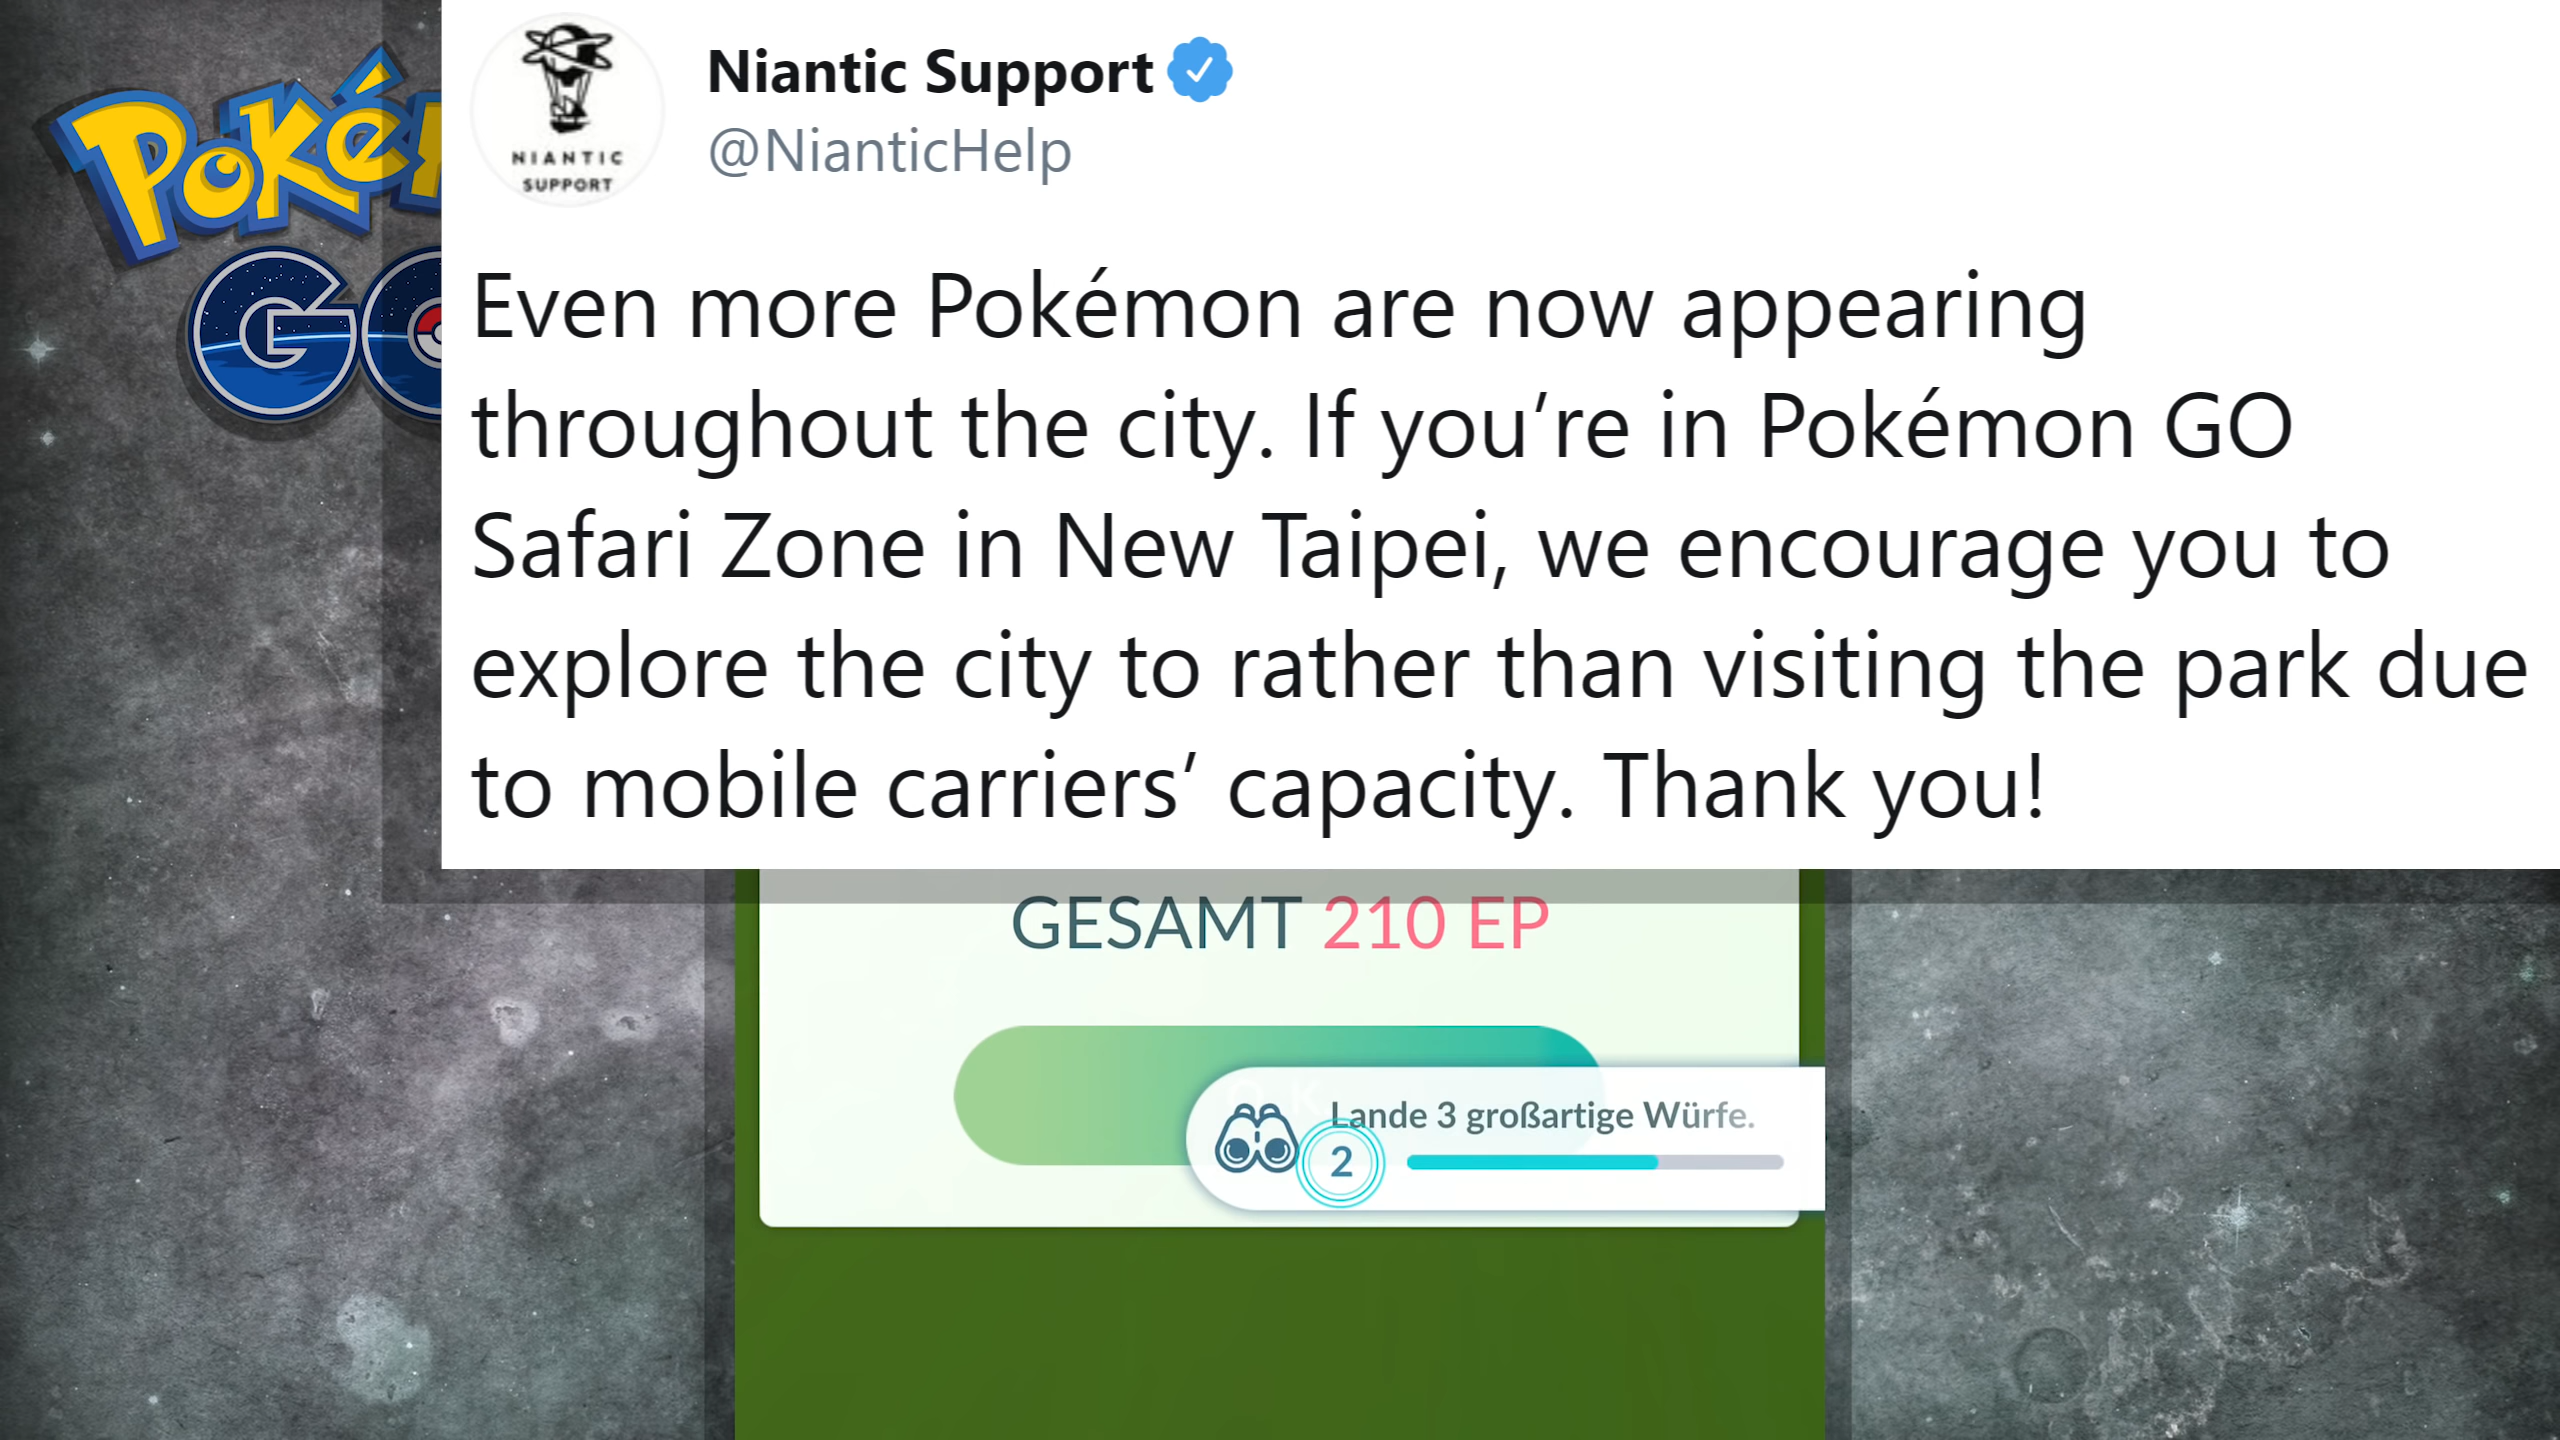 Poké
GO
NIANTIC
SUPPORT
Niantic Support
@NianticHelp
Even more Pokémon are now appearing
throughout the city. If you’re in Pokémon GO
Safari Zone in New Taipei, we encourage you to
explore the city to rather than visiting the park due
to mobile carriers’ capacity. Thank you!
GESAMT 210 EP
Lande 3 großartige Würfe.
2